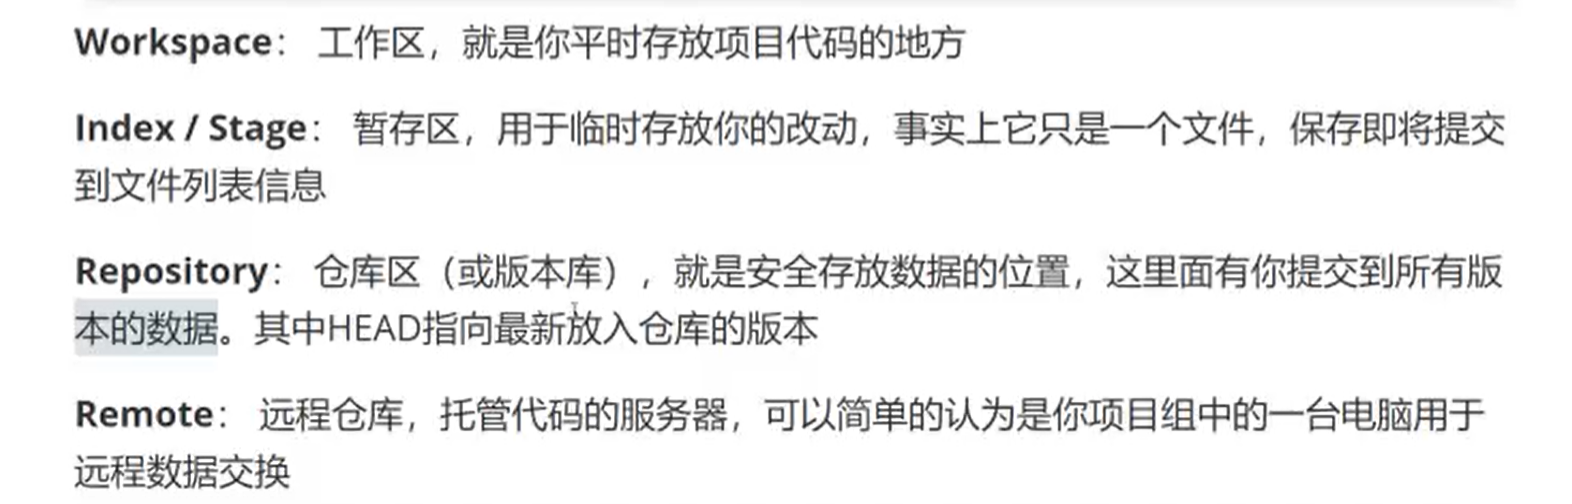 Workspace： 工作区，就是你平时存放项目代码的地方
Index / Stage： 暂存区，用于临时存放你的改动，事实上它只是一个文件，保存即将提交
到文件列表信息
Repository： 仓库区（或版本库），就是安全存放数据的位置，这里面有你提交到所有版
本的数据。其中HEAD指向最新放入仓库的版本
Remote： 远程仓库，托管代码的服务器，可以简单的认为是你项目组中的一台电脑用于
远程数据交换